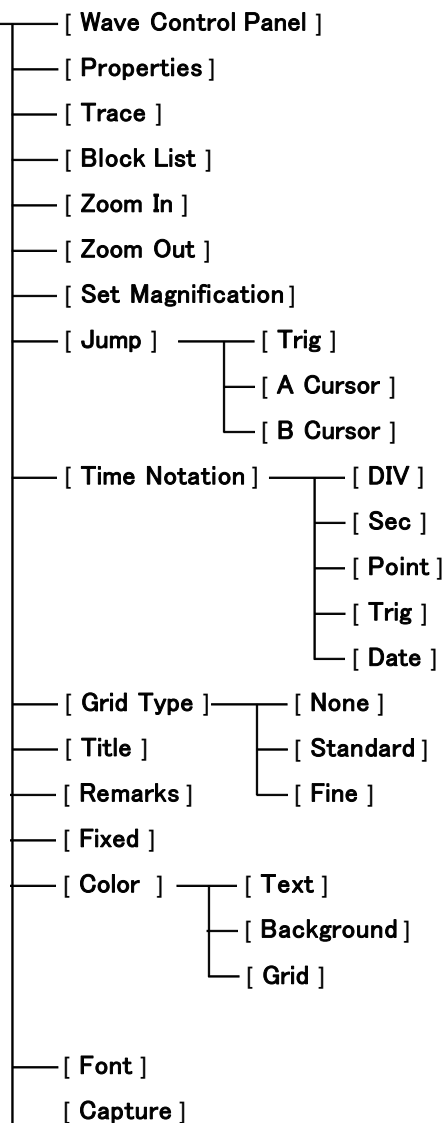 [ Wave Control Panel ]
[ Properties ]
[ Trace ]
[ Block List ]
[ Zoom In ]
[ Zoom Out ]
[ Set Magnification ]
[ Jump ] [ Trig ]
[ A Cursor ]
[ B Cursor ]
[ Time Notation ] [ DIV ]
[ Sec ]
[ Point ]
[ Trig ]
[ Date ]
[ Grid Type ] [ None ]
[ Title ] [ Standard ]
[ Remarks ] [ Fine ]
[ Fixed ]
[ Color ] [ Text ]
[ Background ]
[ Grid ]
[ Font ]
[ Capture ]